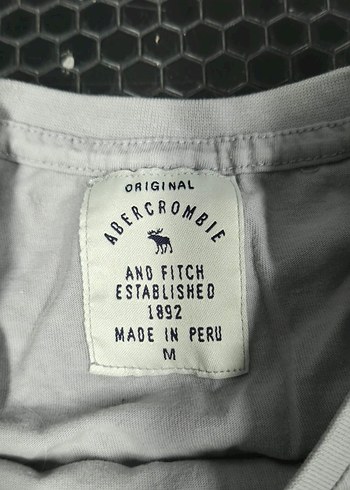 ORIGINAL
ABERCROMBIE
AND FITCH
ESTABLISHED
1892
MADE IN PERU
M